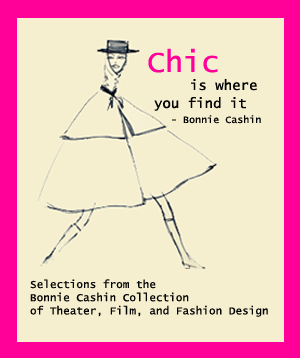 Chic
is where
you find it
- Bonnie Cashin
Selections from the
Bonnie Cashin Collection
of Theater, Film, and Fashion Design